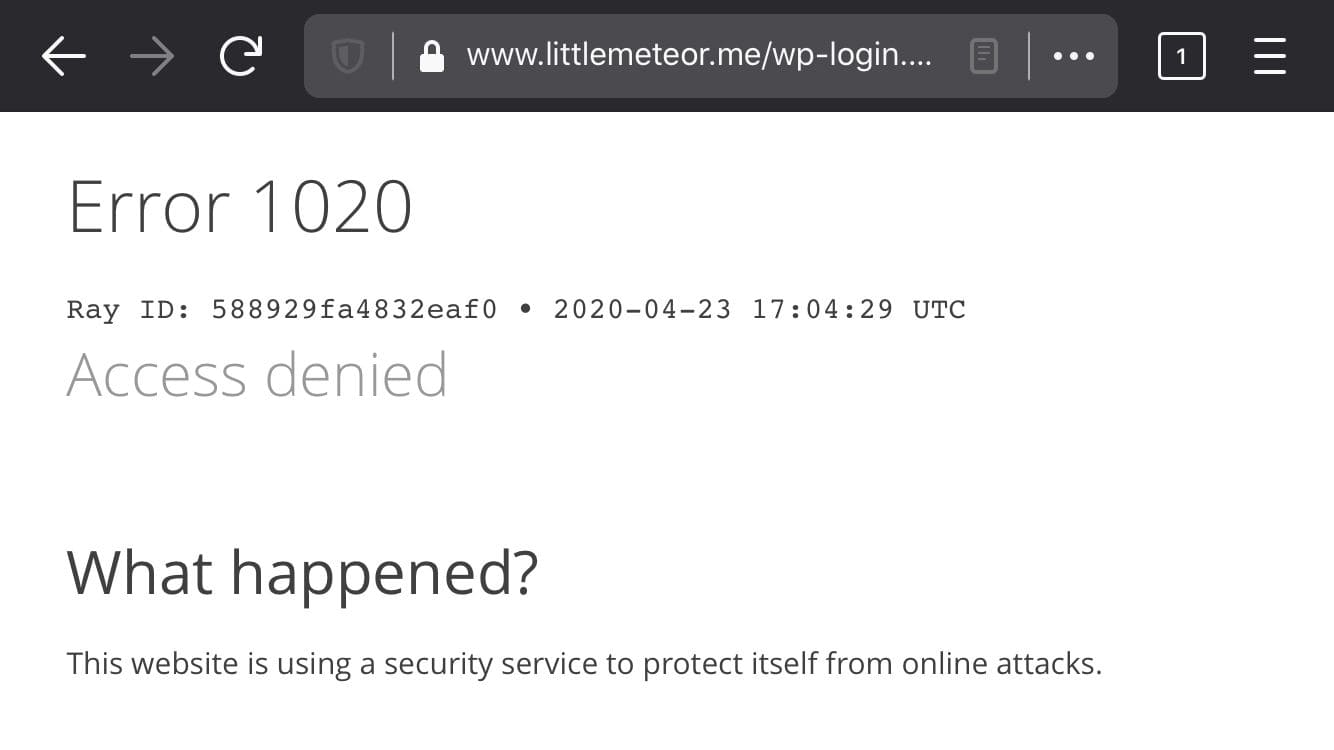 www.littlemeteor.me/wp-login....
1
Error 1020
Ray ID: 588929fa4832eaf0 • 2020-04-23 17:04:29 UTC
Access denied
What happened?
This website is using a security service to protect itself from online attacks.